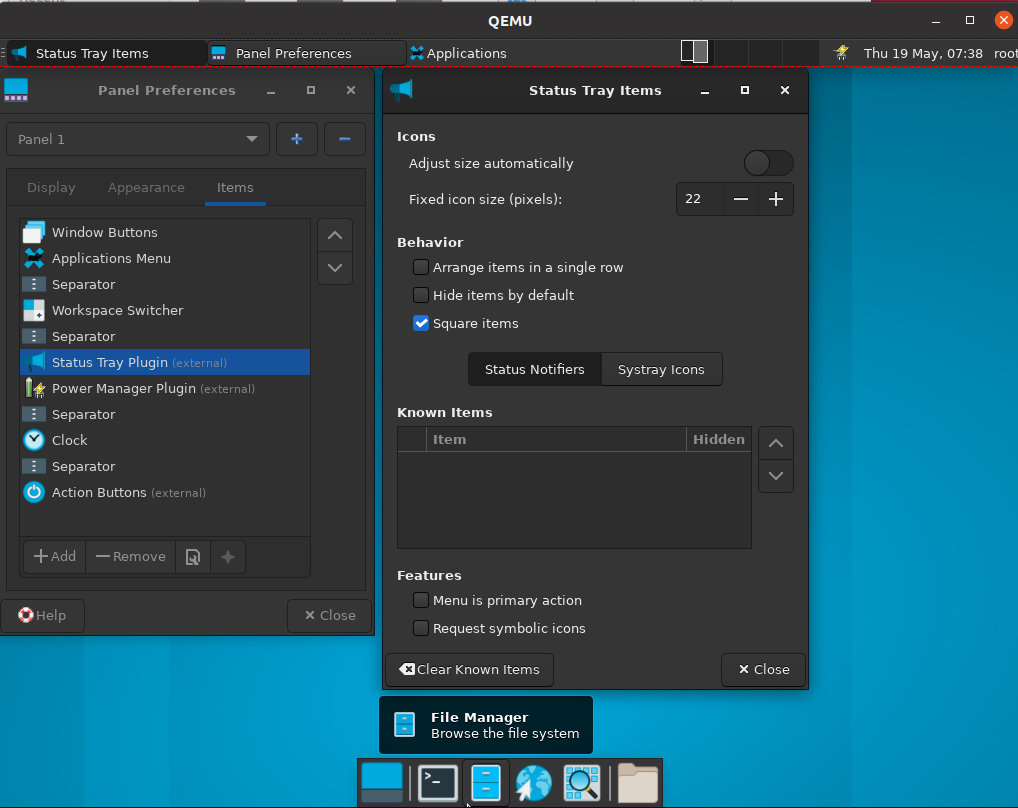 QEMU
Status Tray Items
Panel Preferences
Applications
Thu 19 May, 07:38
root
Panel Preferences
Panel 1
Display
Appearance
Items
Window Buttons
Applications Menu
Separator
Workspace Switcher
Separator
Status Tray Plugin (external)
Power Manager Plugin (external)
Separator
Clock
Separator
Action Buttons (external)
Add
Remove
Help
Close
Status Tray Items
Icons
Adjust size automatically
Fixed icon size (pixels):
22
Behavior
Arrange items in a single row
Hide items by default
Square items
Status Notifiers
Systray Icons
Known Items
Item
Hidden
Features
Menu is primary action
Request symbolic icons
Clear Known Items
Close
File Manager
Browse the file system